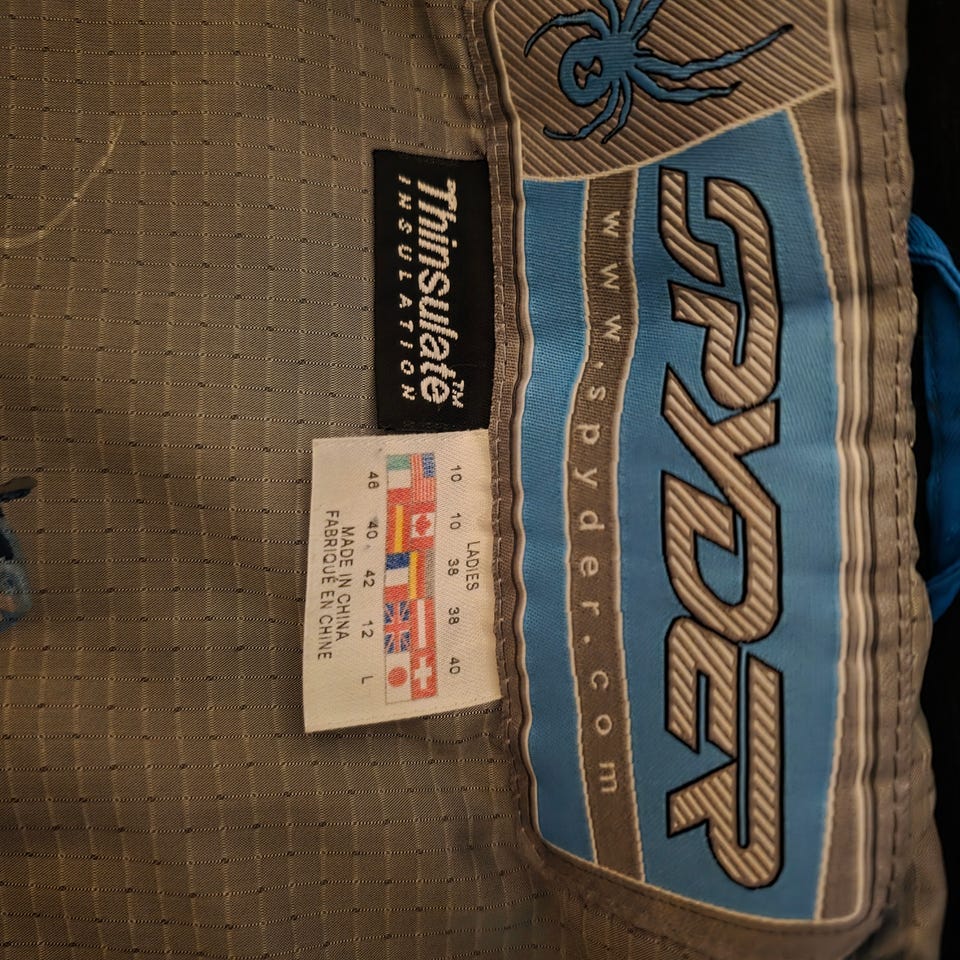 SPYDER
www.spyder.com
Thinsulate™
INSULATION
LADIES
10 10 38 38 40
46 40 42 12 L
MADE IN CHINA
FABRIQUÉ EN CHINE